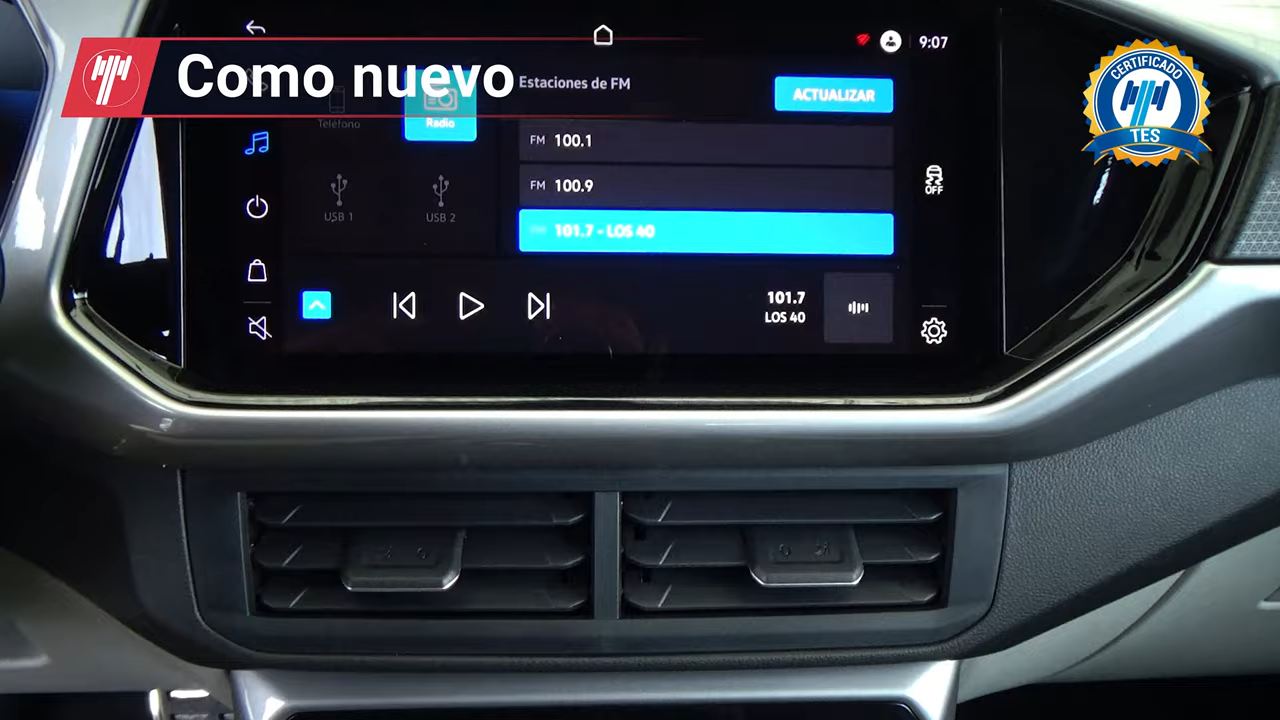 9:07
Como nuevo
Estaciones de FM
ACTUALIZAR
Teléfono
Radio
FM 100.1
FM 100.9
101.7 - LOS 40
USB 1
USB 2
OFF
101.7
LOS 40
CERTIFICADO
TES